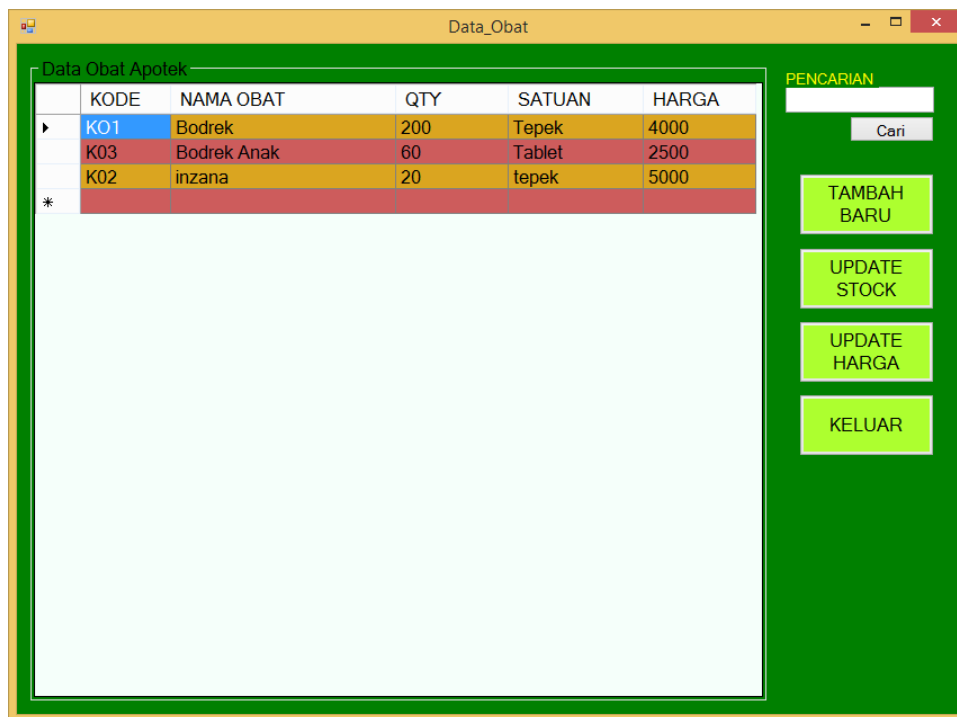 Data_Obat
Data Obat Apotek
KODE NAMA OBAT QTY SATUAN HARGA
KO1 Bodrek 200 Tepek 4000
K03 Bodrek Anak 60 Tablet 2500
K02 inzana 20 tepek 5000
PENCARIAN
Cari
TAMBAH
BARU
UPDATE
STOCK
UPDATE
HARGA
KELUAR